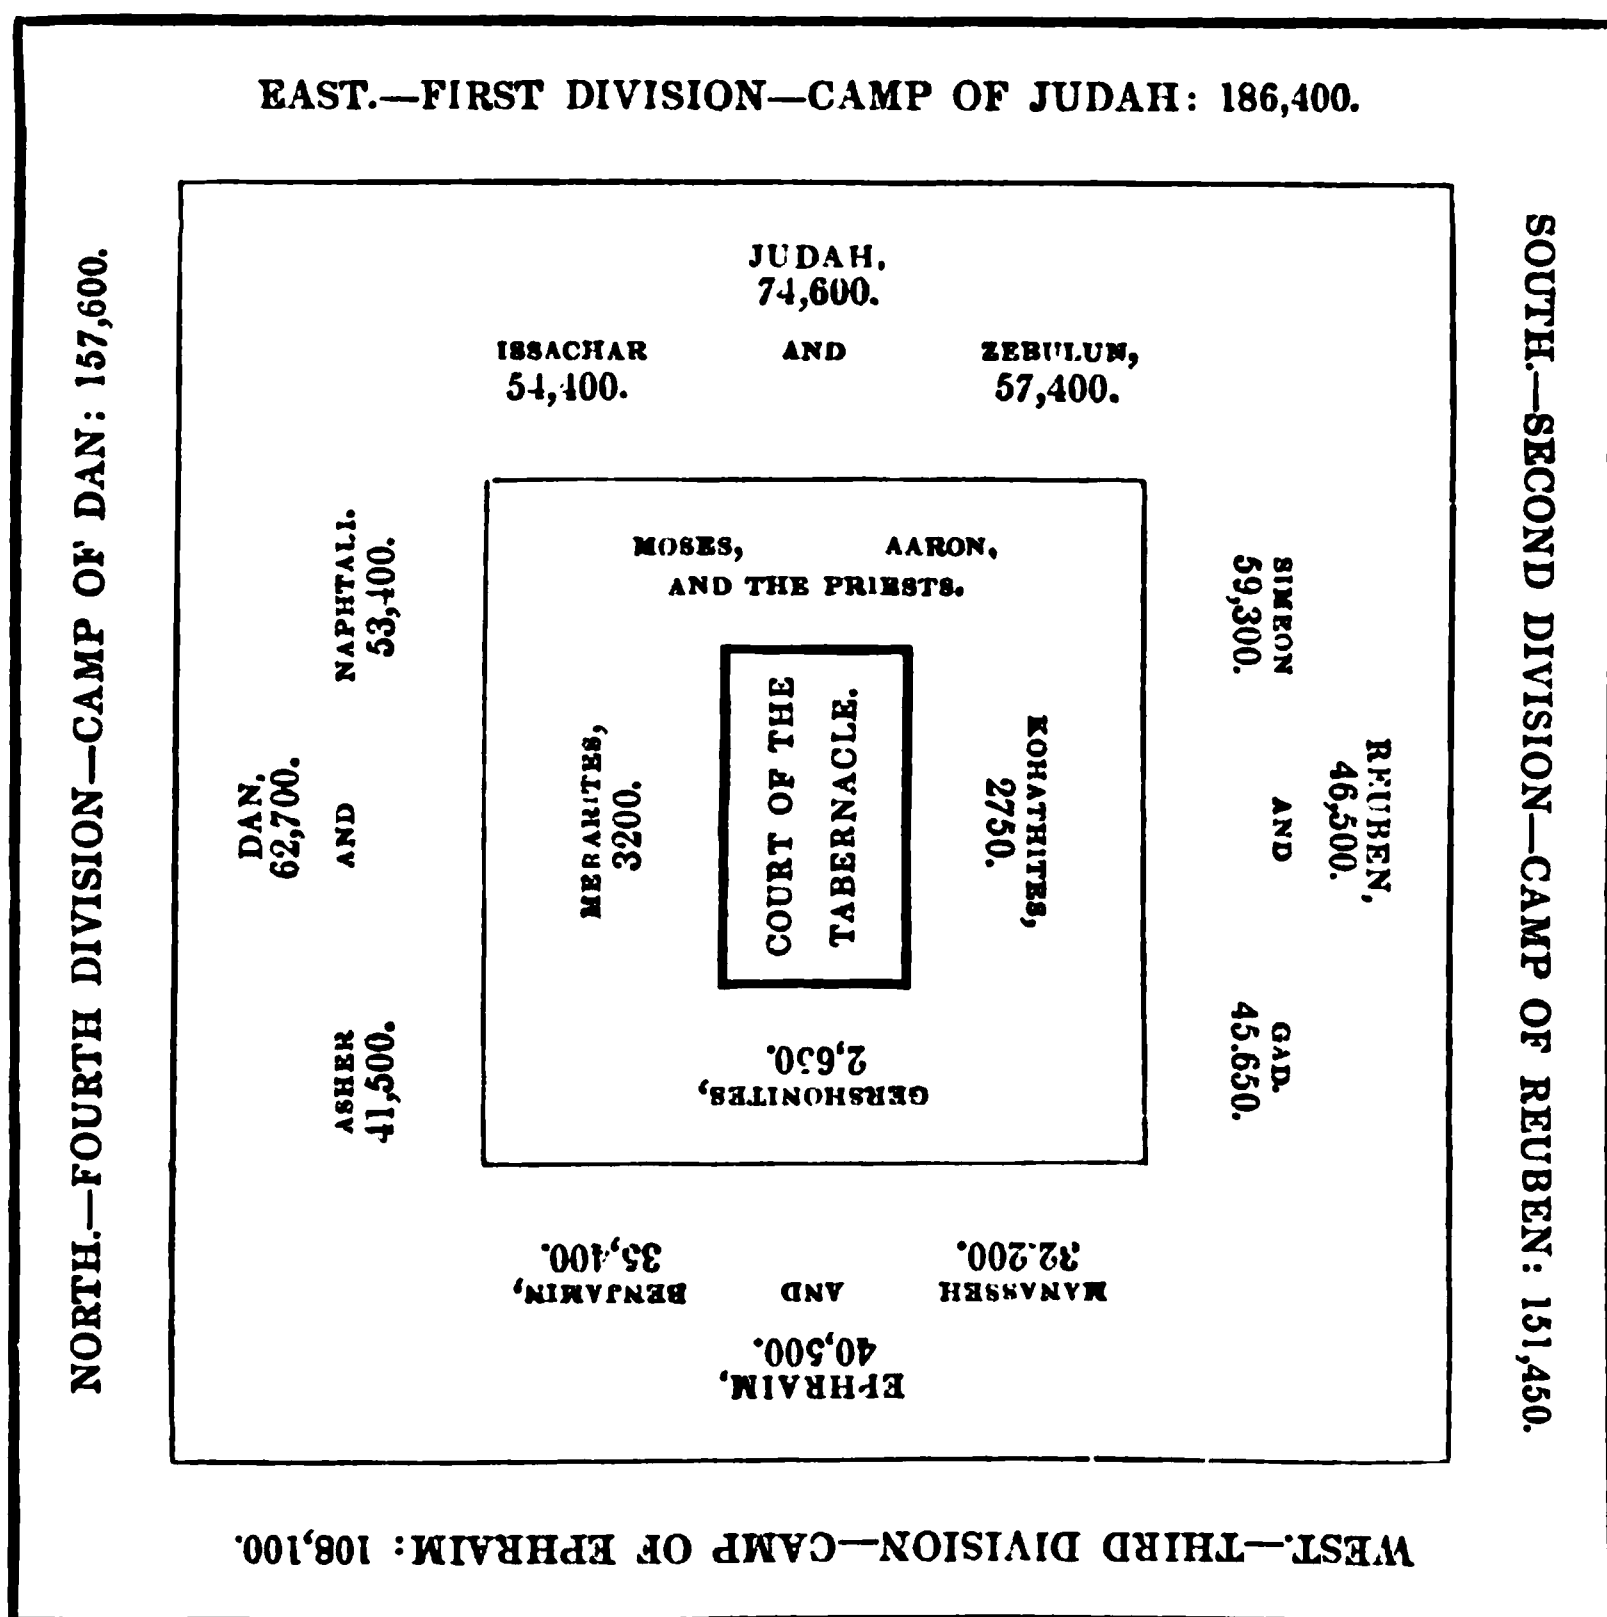 EAST.—FIRST DIVISION—CAMP OF JUDAH: 186,400.
JUDAH,
74,600.
ISSACHAR AND ZEBULUN,
54,400. 57,400.
SOUTH.—SECOND DIVISION—CAMP OF REUBEN: 151,450.
REUBEN,
46,500.
SIMEON AND GAD.
59,300. 45.650.
WEST.—THIRD DIVISION—CAMP OF EPHRAIM: 108,100.
EPHRAIM,
40,500.
MANASSEH AND BENJAMIN,
32.200. 35,400.
NORTH.—FOURTH DIVISION—CAMP OF DAN: 157,600.
DAN,
62,700.
ASHER AND NAPHTALI.
41,500. 53,400.
MOSES, AARON,
AND THE PRIESTS.
KOHATHITES,
2750.
GERSHONITES,
2,630.
MERARITES,
3200.
COURT OF THE
TABERNACLE.